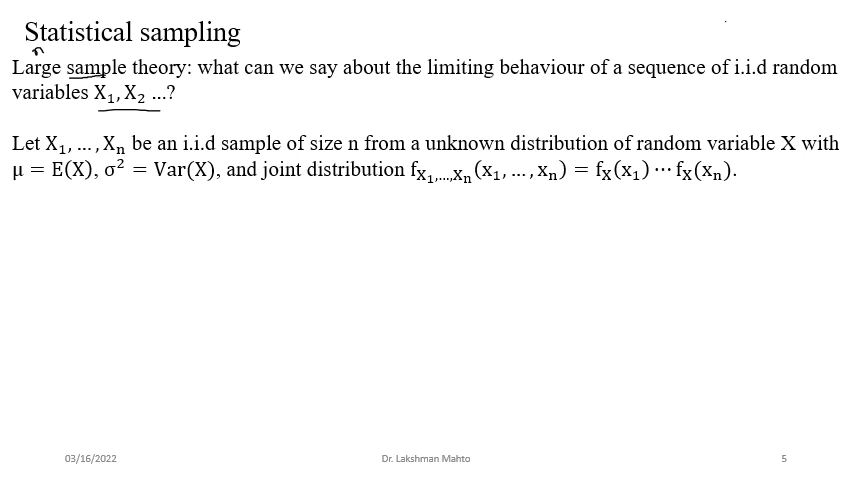 Statistical sampling
n
Large sample theory: what can we say about the limiting behaviour of a sequence of i.i.d random
variables X₁, X₂ ...?
Let X₁, ... , Xₙ be an i.i.d sample of size n from a unknown distribution of random variable X with
μ = E(X), σ² = Var(X), and joint distribution f_{X₁,...,Xₙ}(x₁, ... , xₙ) = f_X(x₁) ⋯ f_X(xₙ).
03/16/2022 Dr. Lakshman Mahto 5